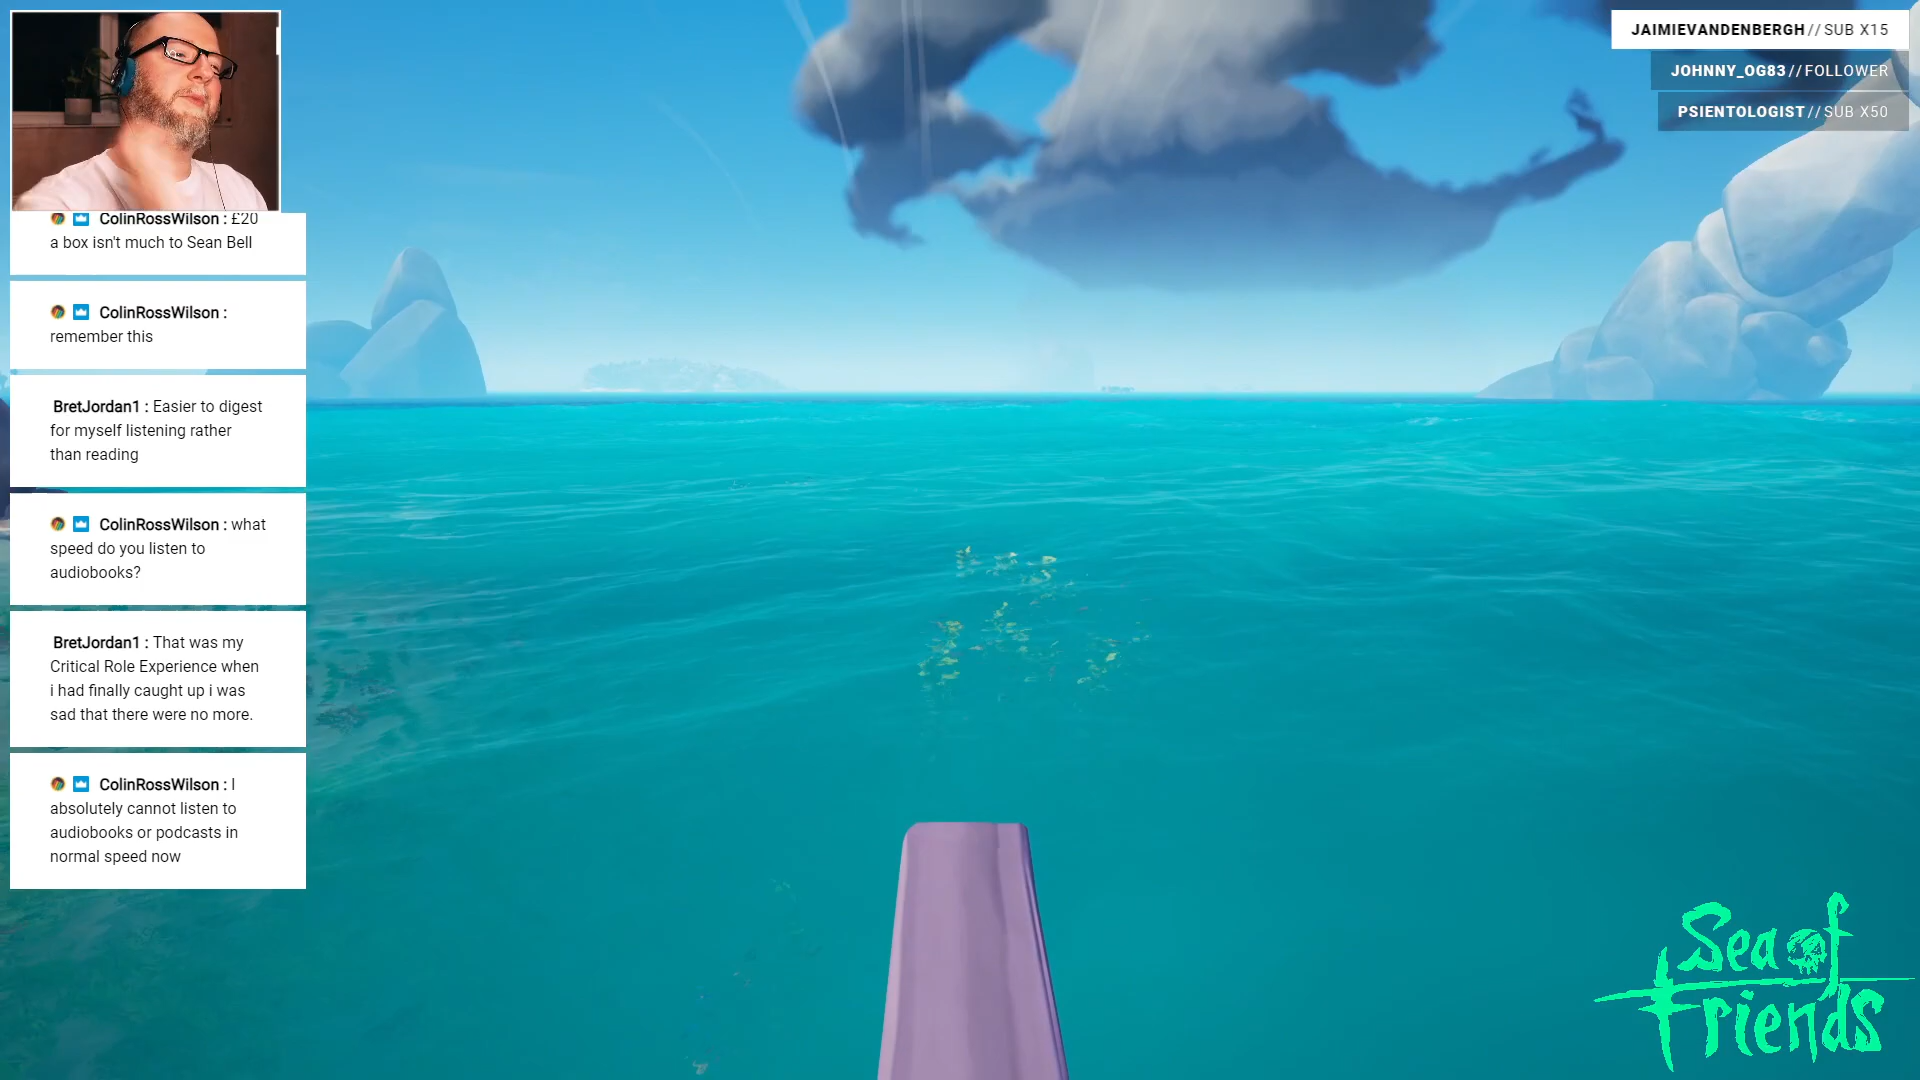 JAIMIEVANDENBERGH // SUB X15
JOHNNY_OG83 // FOLLOWER
PSIENTOLOGIST // SUB X50
ColinRossWilson : £20
a box isn't much to Sean Bell
ColinRossWilson :
remember this
BretJordan1 : Easier to digest
for myself listening rather
than reading
ColinRossWilson : what
speed do you listen to
audiobooks?
BretJordan1 : That was my
Critical Role Experience when
i had finally caught up i was
sad that there were no more.
ColinRossWilson : I
absolutely cannot listen to
audiobooks or podcasts in
normal speed now
Sea of
Friends